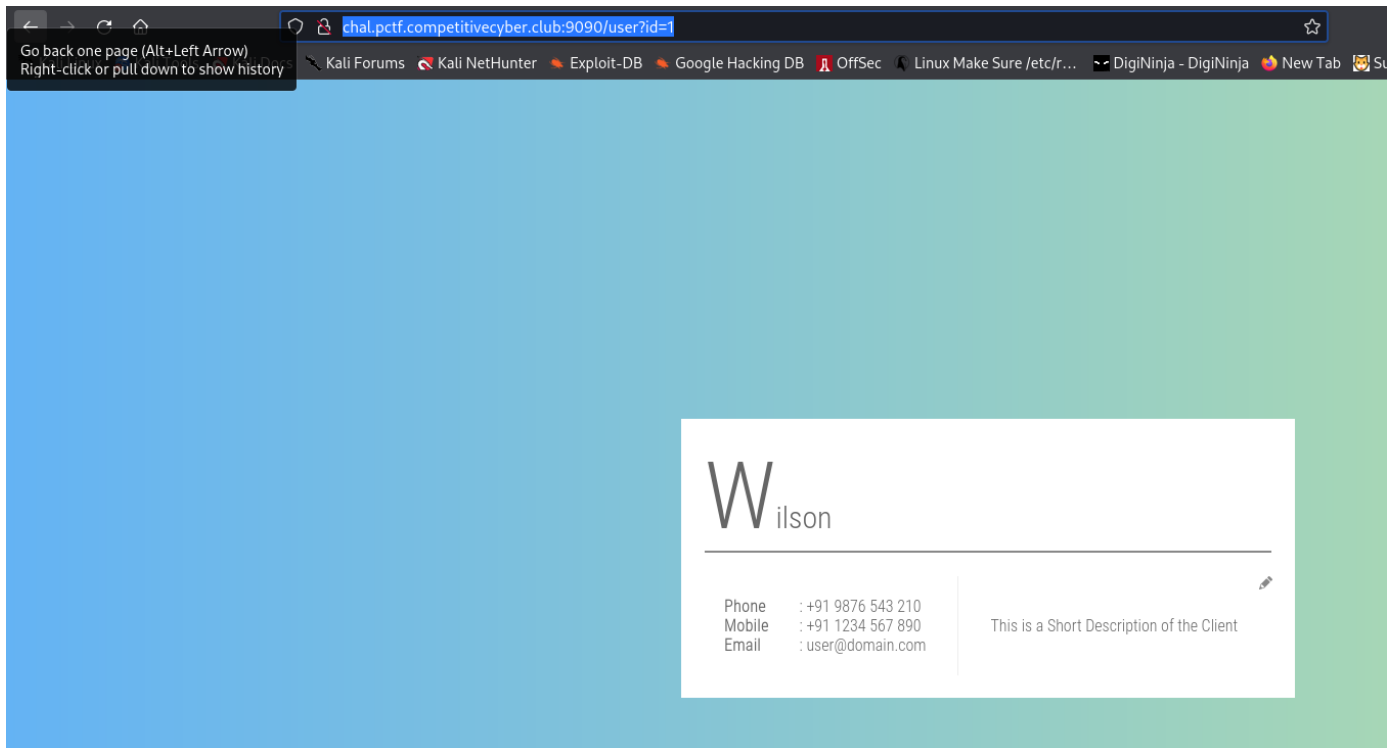 chal.pctf.competitivecyber.club:9090/user?id=1
Go back one page (Alt+Left Arrow)
Right-click or pull down to show history
Kali Forums Kali NetHunter Exploit-DB Google Hacking DB OffSec Linux Make Sure /etc/r… DigiNinja - DigiNinja New Tab Su
Wilson
Phone : +91 9876 543 210
Mobile : +91 1234 567 890
Email : user@domain.com
This is a Short Description of the Client